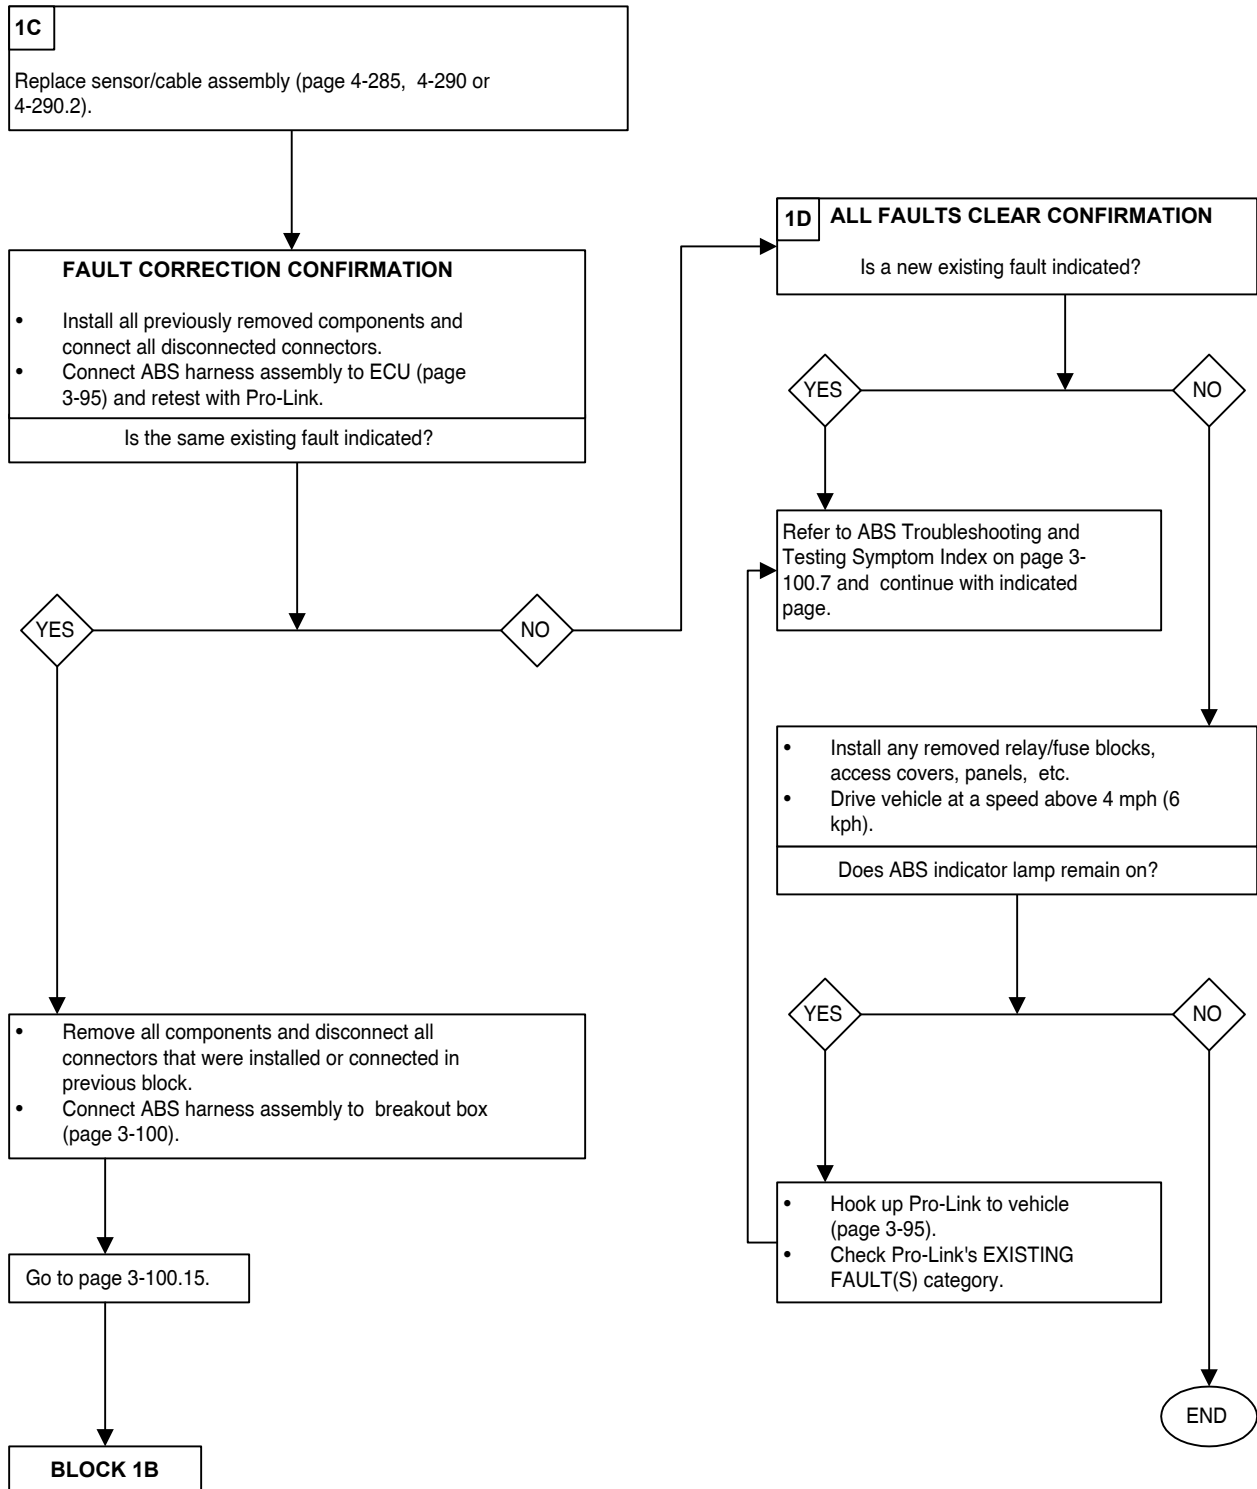 1C
Replace sensor/cable assembly (page 4-285, 4-290 or
4-290.2).
FAULT CORRECTION CONFIRMATION
• Install all previously removed components and
connect all disconnected connectors.
• Connect ABS harness assembly to ECU (page
3-95) and retest with Pro-Link.
Is the same existing fault indicated?
YES
NO
• Remove all components and disconnect all
connectors that were installed or connected in
previous block.
• Connect ABS harness assembly to breakout box
(page 3-100).
Go to page 3-100.15.
BLOCK 1B
1D ALL FAULTS CLEAR CONFIRMATION
Is a new existing fault indicated?
YES
NO
Refer to ABS Troubleshooting and
Testing Symptom Index on page 3-
100.7 and continue with indicated
page.
• Install any removed relay/fuse blocks,
access covers, panels, etc.
• Drive vehicle at a speed above 4 mph (6
kph).
Does ABS indicator lamp remain on?
YES
NO
• Hook up Pro-Link to vehicle
(page 3-95).
• Check Pro-Link's EXISTING
FAULT(S) category.
END